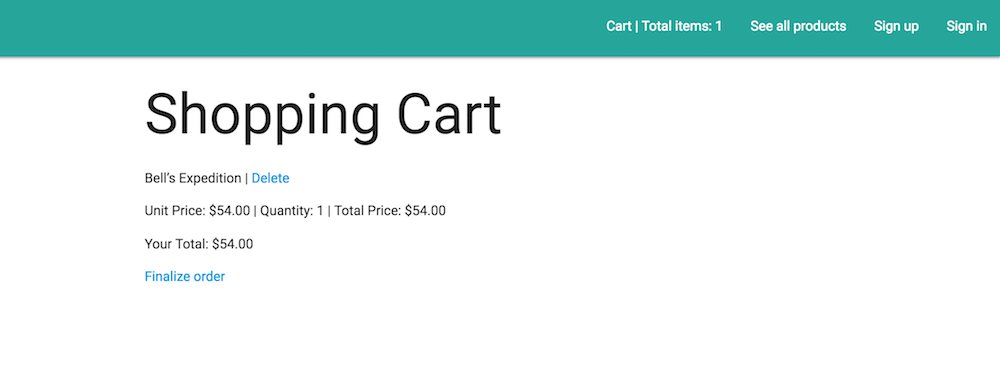 Cart | Total items: 1 See all products Sign up Sign in
Shopping Cart
Bell’s Expedition | Delete
Unit Price: $54.00 | Quantity: 1 | Total Price: $54.00
Your Total: $54.00
Finalize order